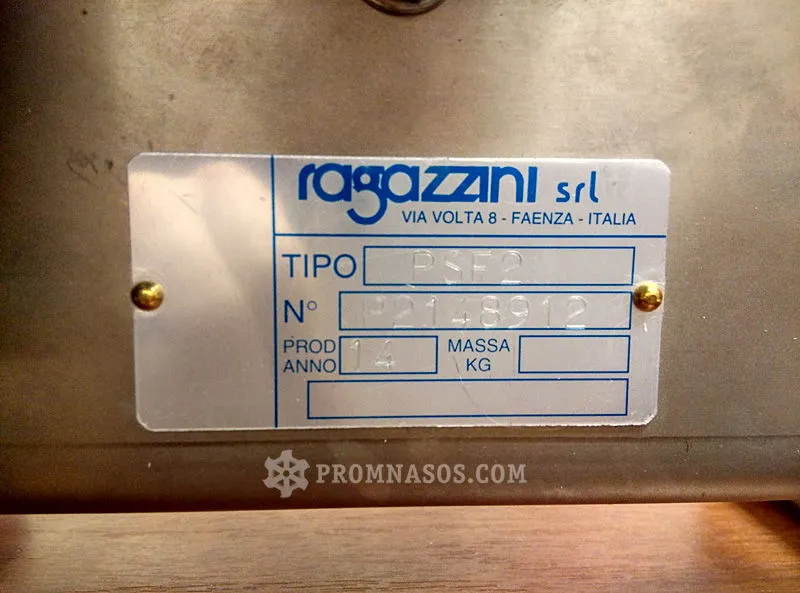 ragazzini srl
VIA VOLTA 8 - FAENZA - ITALIA
TIPO PSF2
N° P2148912
PROD ANNO 14 MASSA KG
PROMNASOS.COM